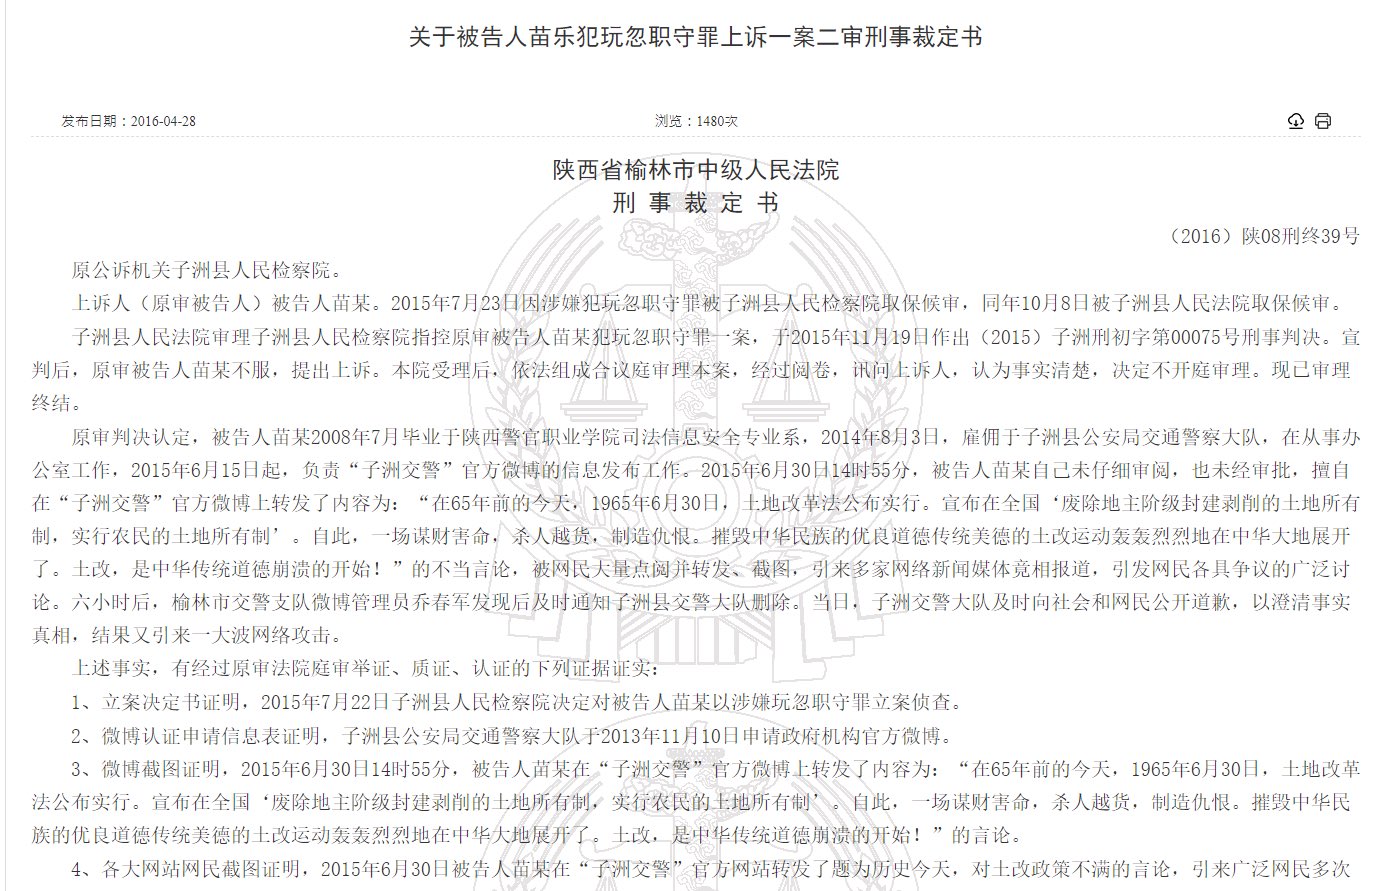 关于被告人苗乐犯玩忽职守罪上诉一案二审刑事裁定书
发布日期：2016-04-28
浏览：1480次
陕西省榆林市中级人民法院
刑 事 裁 定 书
（2016）陕08刑终39号
原公诉机关子洲县人民检察院。
上诉人（原审被告人）被告人苗某。2015年7月23日因涉嫌犯玩忽职守罪被子洲县人民检察院取保候审，同年10月8日被子洲县人民法院取保候审。
子洲县人民法院审理子洲县人民检察院指控原审被告人苗某犯玩忽职守罪一案，于2015年11月19日作出（2015）子洲刑初字第00075号刑事判决。宣
判后，原审被告人苗某不服，提出上诉。本院受理后，依法组成合议庭审理本案，经过阅卷，讯问上诉人，认为事实清楚，决定不开庭审理。现已审理
终结。
原审判决认定，被告人苗某2008年7月毕业于陕西警官职业学院司法信息安全专业系，2014年8月3日，雇佣于子洲县公安局交通警察大队，在从事办
公室工作，2015年6月15日起，负责“子洲交警”官方微博的信息发布工作。2015年6月30日14时55分，被告人苗某自己未仔细审阅，也未经审批，擅自
在“子洲交警”官方微博上转发了内容为：“在65年前的今天，1965年6月30日，土地改革法公布实行。宣布在全国‘废除地主阶级封建剥削的土地所有
制，实行农民的土地所有制’。自此，一场谋财害命，杀人越货，制造仇恨。摧毁中华民族的优良道德传统美德的土改运动轰轰烈烈地在中华大地展开
了。土改，是中华传统道德崩溃的开始！”的不当言论，被网民大量点阅并转发、截图，引来多家网络新闻媒体竟相报道，引发网民各具争议的广泛讨
论。六小时后，榆林市交警支队微博管理员乔春军发现后及时通知子洲县交警大队删除。当日，子洲交警大队及时向社会和网民公开道歉，以澄清事实
真相，结果又引来一大波网络攻击。
上述事实，有经过原审法院庭审举证、质证、认证的下列证据证实：
1、立案决定书证明，2015年7月22日子洲县人民检察院决定对被告人苗某以涉嫌玩忽职守罪立案侦查。
2、微博认证申请信息表证明，子洲县公安局交通警察大队于2013年11月10日申请政府机构官方微博。
3、微博截图证明，2015年6月30日14时55分，被告人苗某在“子洲交警”官方微博上转发了内容为：“在65年前的今天，1965年6月30日，土地改革
法公布实行。宣布在全国‘废除地主阶级封建剥削的土地所有制，实行农民的土地所有制’。自此，一场谋财害命，杀人越货，制造仇恨。摧毁中华民
族的优良道德传统美德的土改运动轰轰烈烈地在中华大地展开了。土改，是中华传统道德崩溃的开始！”的言论。
4、各大网站网民截图证明，2015年6月30日被告人苗某在“子洲交警”官方网站转发了题为历史今天，对土改政策不满的言论，引来广泛网民多次